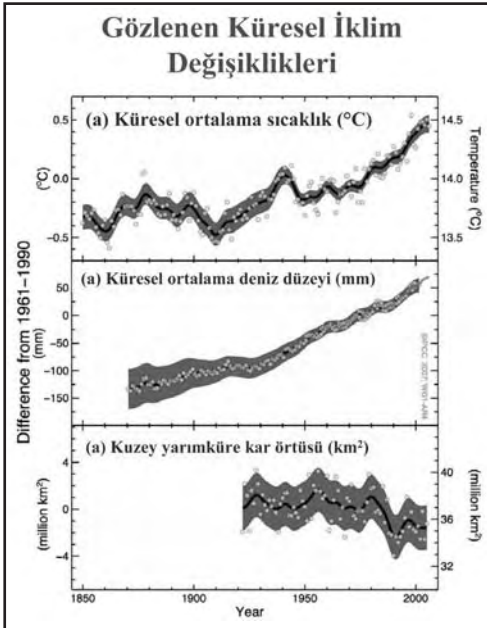 Gözlenen Küresel İklim
Değişiklikleri
(a) Küresel ortalama sıcaklık (°C)
0.5
0.0
−0.5
(°C)
14.5
14.0
13.5
Temperature (°C)
(a) Küresel ortalama deniz düzeyi (mm)
50
0
−50
−100
−150
(mm)
Difference from 1961–1990
(a) Kuzey yarımküre kar örtüsü (km²)
4
0
−4
(million km²)
40
36
32
(million km²)
1850
1900
1950
2000
Year